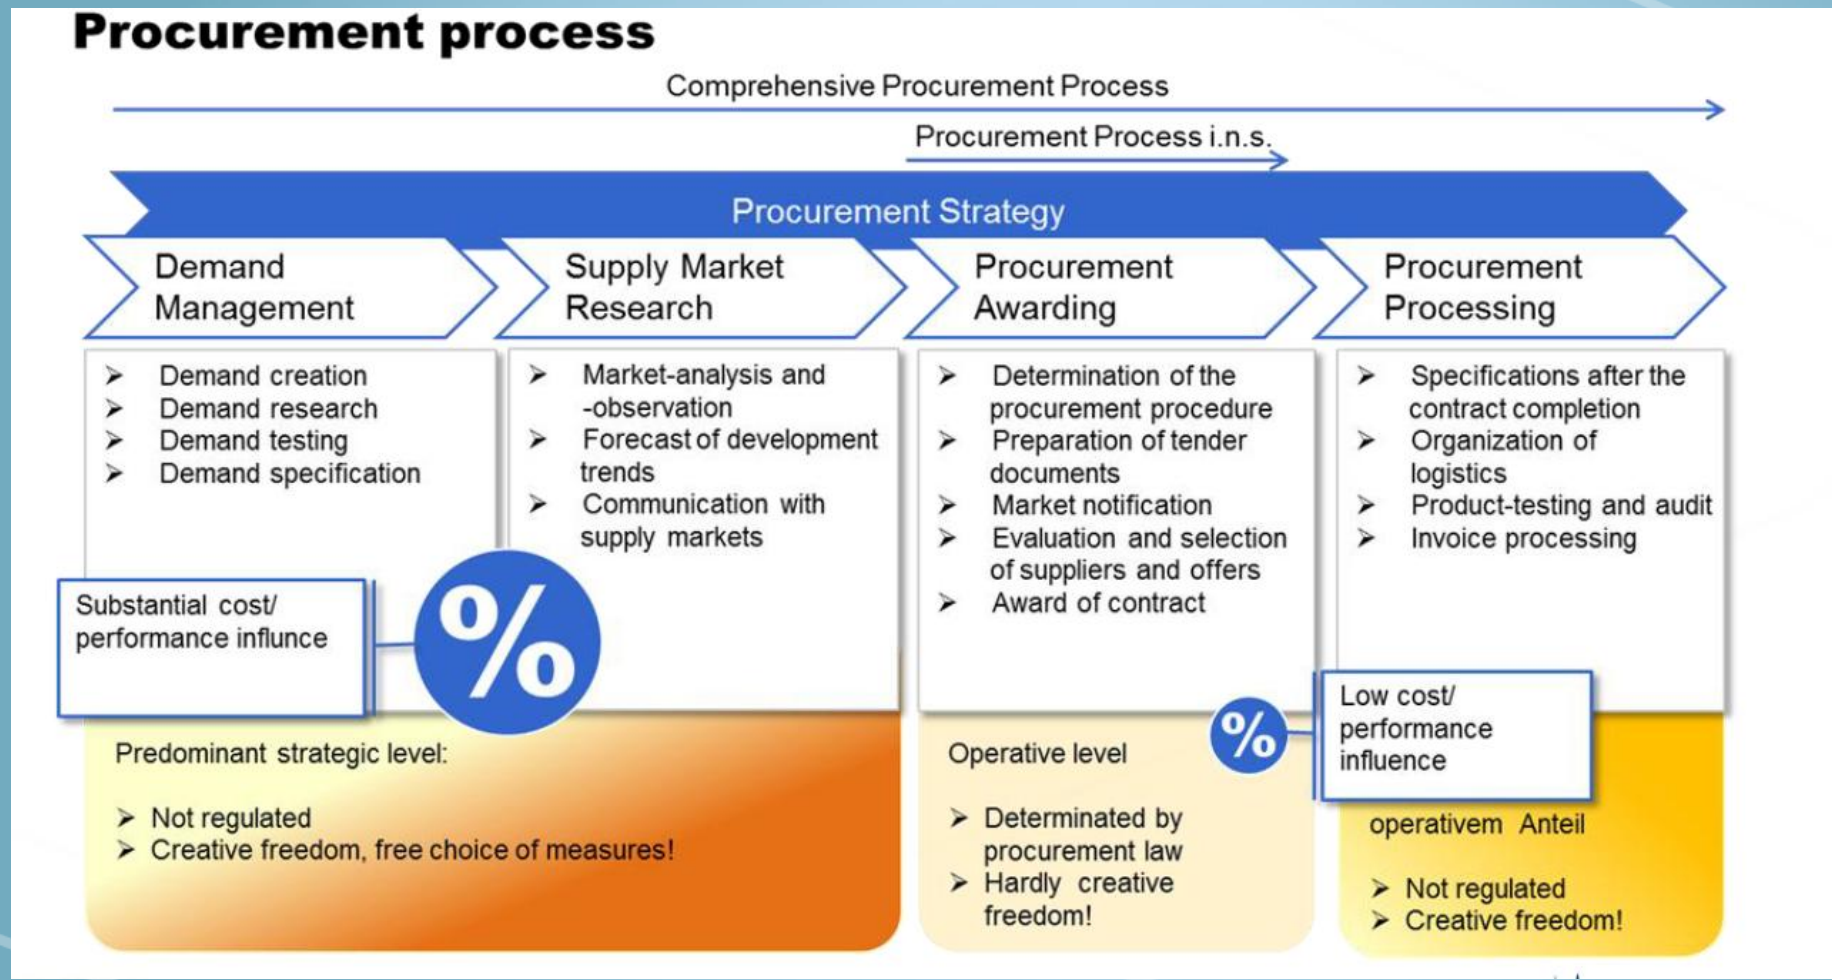 Procurement process
Comprehensive Procurement Process
Procurement Process i.n.s.
Procurement Strategy
Demand
Management
Supply Market
Research
Procurement
Awarding
Procurement
Processing
➢ Demand creation
➢ Demand research
➢ Demand testing
➢ Demand specification
➢ Market-analysis and
-observation
➢ Forecast of development
trends
➢ Communication with
supply markets
➢ Determination of the
procurement procedure
➢ Preparation of tender
documents
➢ Market notification
➢ Evaluation and selection
of suppliers and offers
➢ Award of contract
➢ Specifications after the
contract completion
➢ Organization of
logistics
➢ Product-testing and audit
➢ Invoice processing
Substantial cost/
performance influnce
%
%
Low cost/
performance
influence
Predominant strategic level:
➢ Not regulated
➢ Creative freedom, free choice of measures!
Operative level
➢ Determinated by
procurement law
➢ Hardly creative
freedom!
operativem Anteil
➢ Not regulated
➢ Creative freedom!